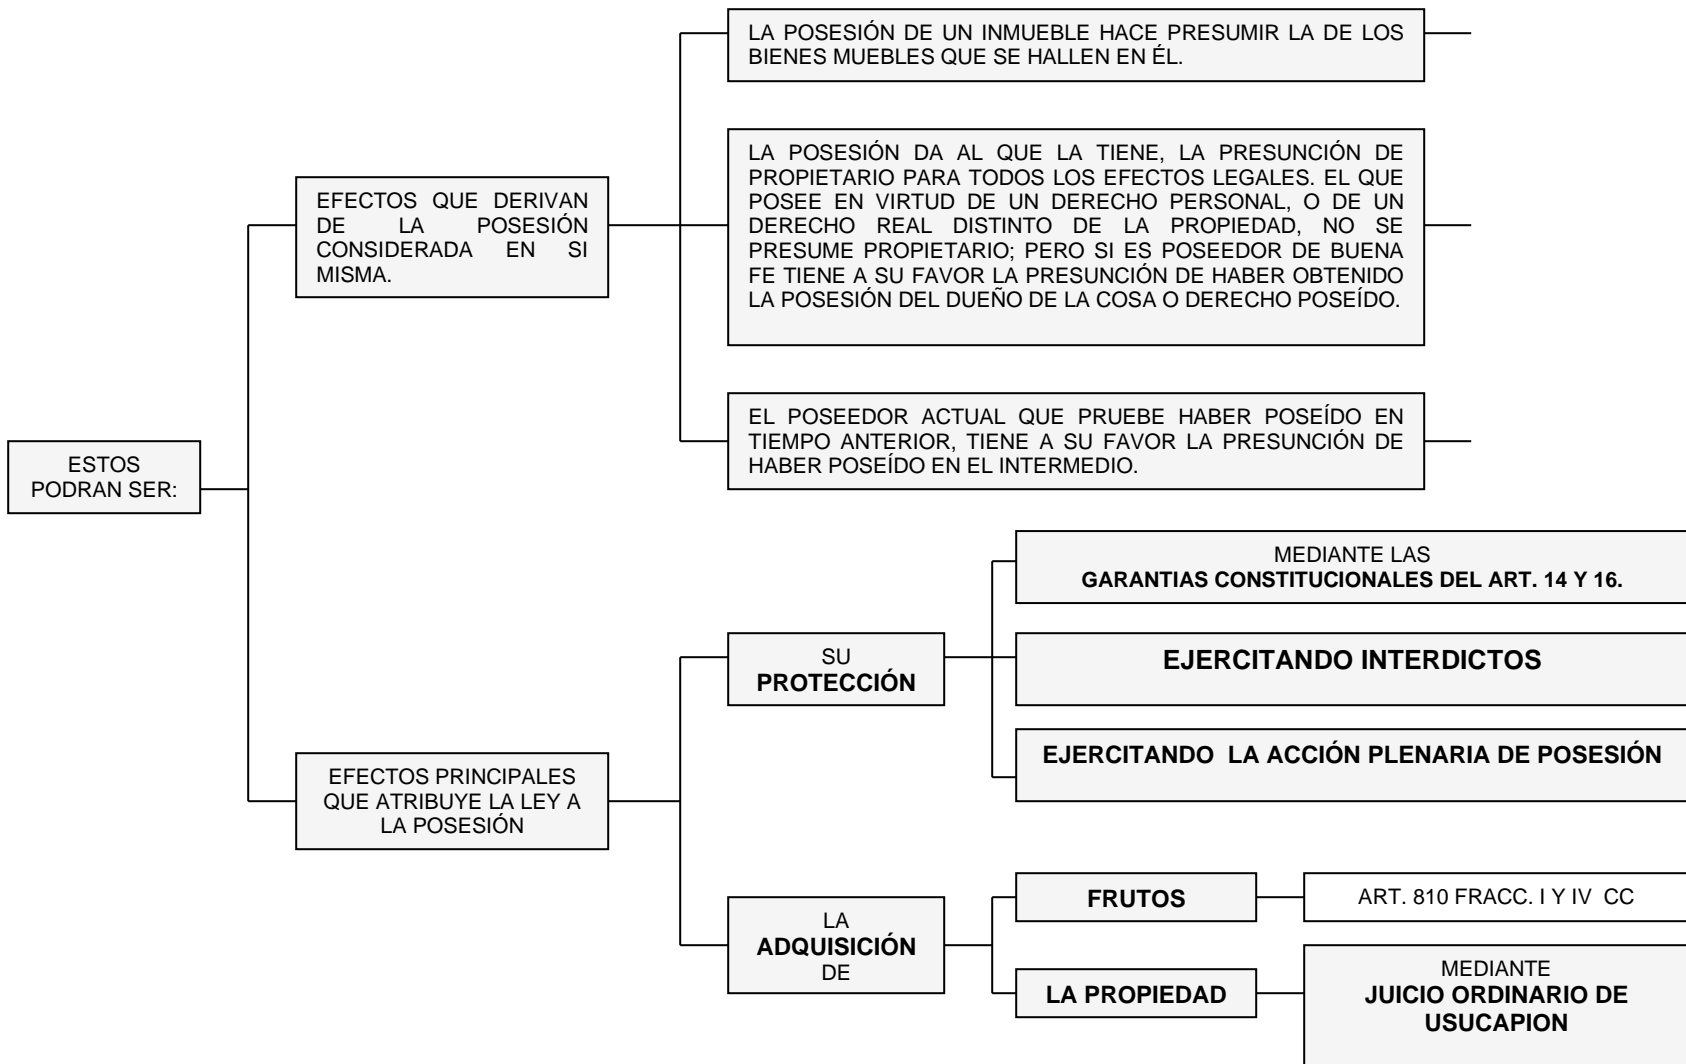 LA POSESIÓN DE UN INMUEBLE HACE PRESUMIR LA DE LOS
BIENES MUEBLES QUE SE HALLEN EN ÉL.
LA POSESIÓN DA AL QUE LA TIENE, LA PRESUNCIÓN DE
PROPIETARIO PARA TODOS LOS EFECTOS LEGALES. EL QUE
POSEE EN VIRTUD DE UN DERECHO PERSONAL, O DE UN
DERECHO REAL DISTINTO DE LA PROPIEDAD, NO SE
PRESUME PROPIETARIO; PERO SI ES POSEEDOR DE BUENA
FE TIENE A SU FAVOR LA PRESUNCIÓN DE HABER OBTENIDO
LA POSESIÓN DEL DUEÑO DE LA COSA O DERECHO POSEÍDO.
EFECTOS QUE DERIVAN
DE LA POSESIÓN
CONSIDERADA EN SI
MISMA.
EL POSEEDOR ACTUAL QUE PRUEBE HABER POSEÍDO EN
TIEMPO ANTERIOR, TIENE A SU FAVOR LA PRESUNCIÓN DE
HABER POSEÍDO EN EL INTERMEDIO.
ESTOS
PODRAN SER:
MEDIANTE LAS
GARANTIAS CONSTITUCIONALES DEL ART. 14 Y 16.
SU
PROTECCIÓN
EJERCITANDO INTERDICTOS
EJERCITANDO LA ACCIÓN PLENARIA DE POSESIÓN
EFECTOS PRINCIPALES
QUE ATRIBUYE LA LEY A
LA POSESIÓN
LA
ADQUISICIÓN
DE
FRUTOS
ART. 810 FRACC. I Y IV CC
LA PROPIEDAD
MEDIANTE
JUICIO ORDINARIO DE
USUCAPION